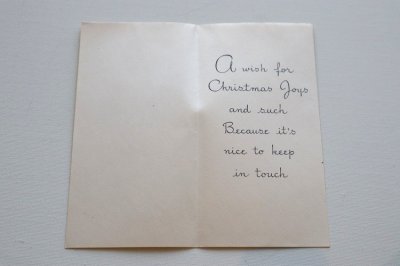 A wish for
Christmas Joys
and such
Because it's
nice to keep
in touch